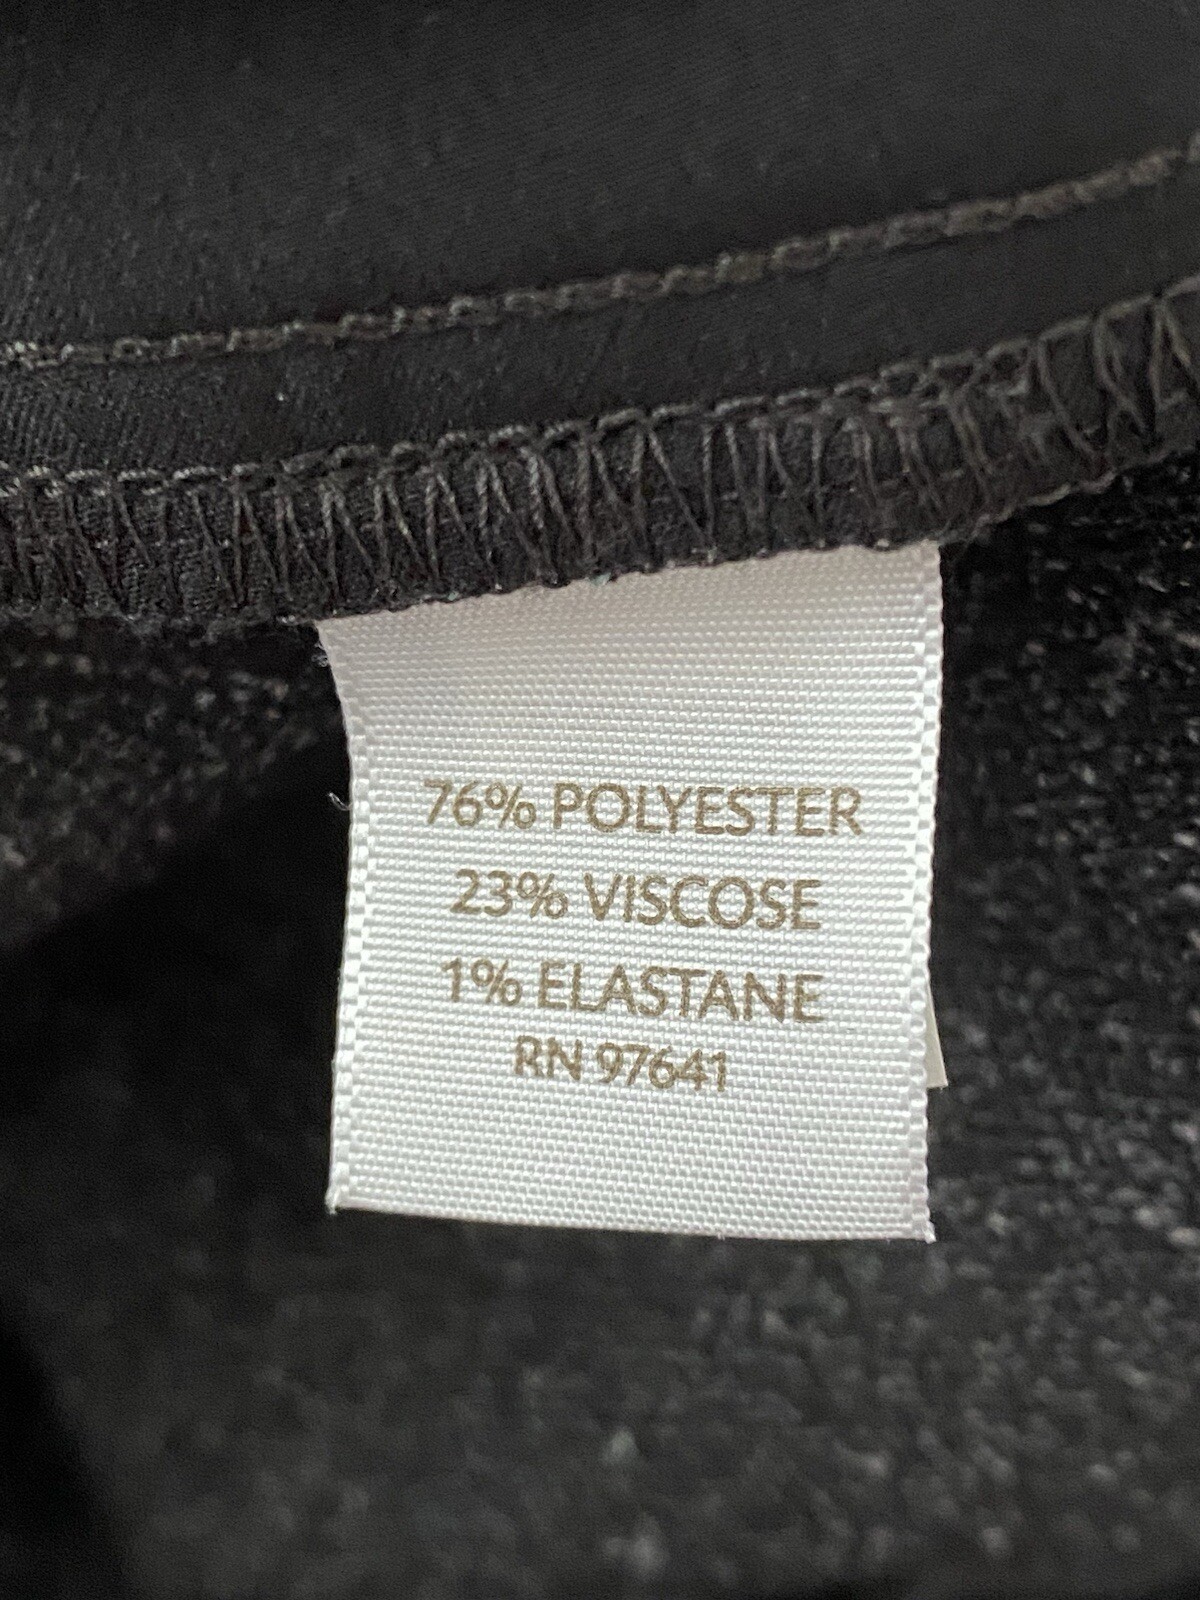 76% POLYESTER
23% VISCOSE
1% ELASTANE
RN 97641